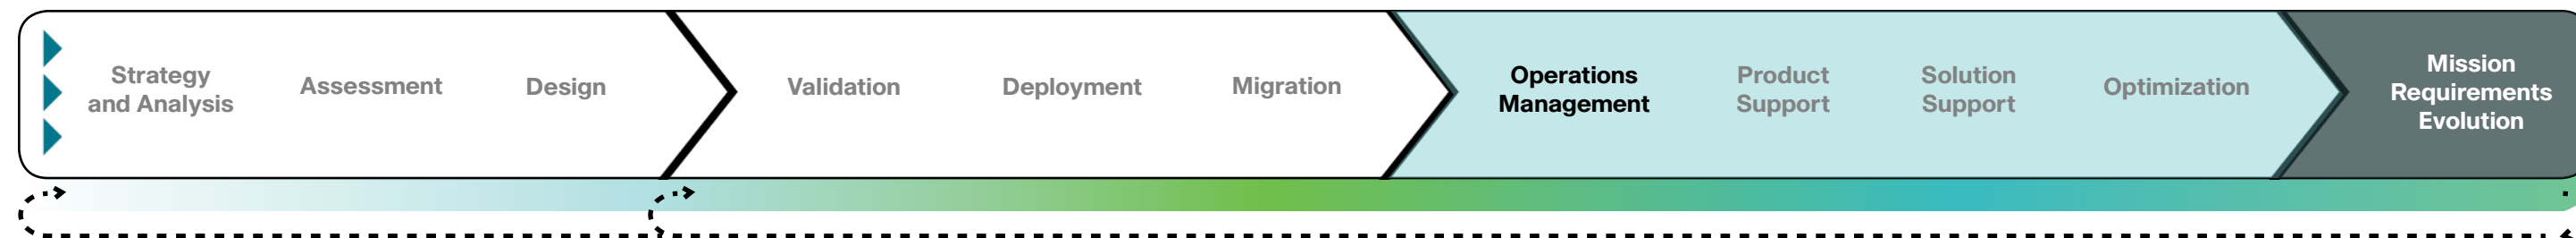 Strategy
and Analysis
Assessment
Design
Validation
Deployment
Migration
Operations
Management
Product
Support
Solution
Support
Optimization
Mission
Requirements
Evolution